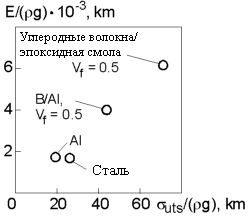 E/(ρg)·10⁻³, km
Углеродные волокна/
эпоксидная смола
6
V_f = 0.5
B/Al,
V_f = 0.5
4
Al
2
Сталь
0 20 40 60 σ_uts/(ρg), km